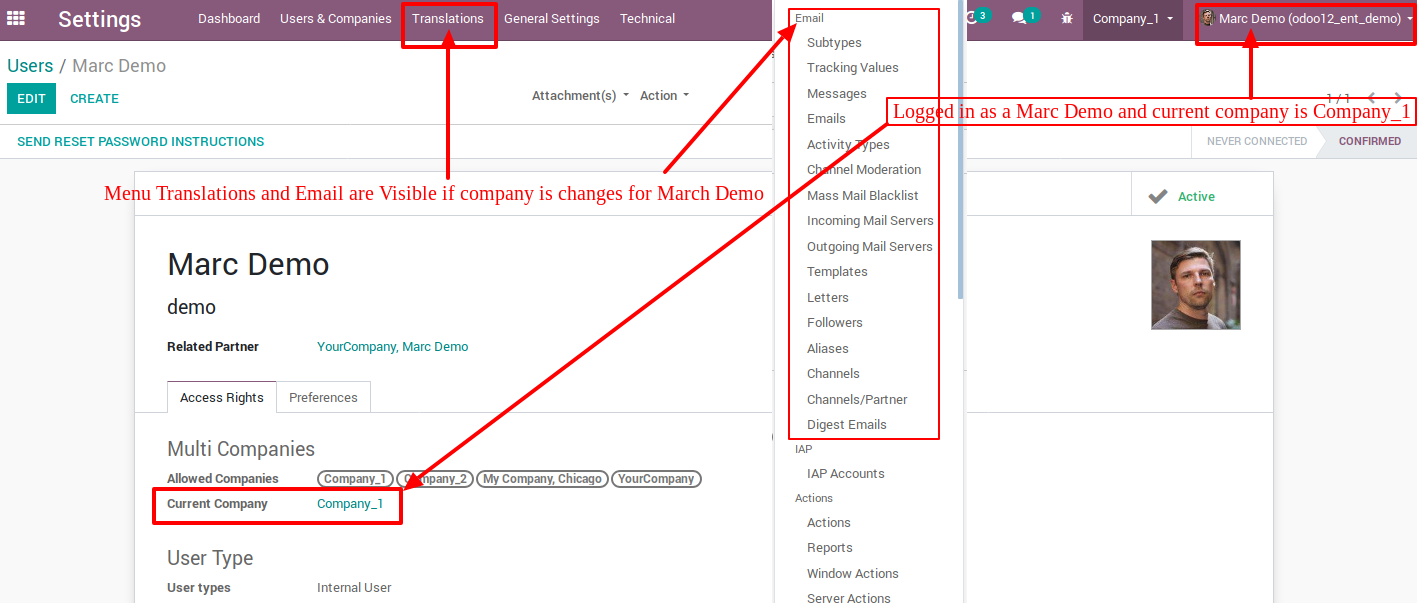 Settings
Dashboard
Users & Companies
Translations
General Settings
Technical
3
1
Company_1
Marc Demo (odoo12_ent_demo)
Users / Marc Demo
EDIT
CREATE
Attachment(s)
Action
1 / 1
SEND RESET PASSWORD INSTRUCTIONS
NEVER CONNECTED
CONFIRMED
Logged in as a Marc Demo and current company is Company_1
Menu Translations and Email are Visible if company is changes for March Demo
Active
Marc Demo
demo
Related Partner
YourCompany, Marc Demo
Access Rights
Preferences
Multi Companies
Allowed Companies
Company_1
Company_2
My Company, Chicago
YourCompany
Current Company
Company_1
User Type
User types
Internal User
Email
Subtypes
Tracking Values
Messages
Emails
Activity Types
Channel Moderation
Mass Mail Blacklist
Incoming Mail Servers
Outgoing Mail Servers
Templates
Letters
Followers
Aliases
Channels
Channels/Partner
Digest Emails
IAP
IAP Accounts
Actions
Actions
Reports
Window Actions
Server Actions